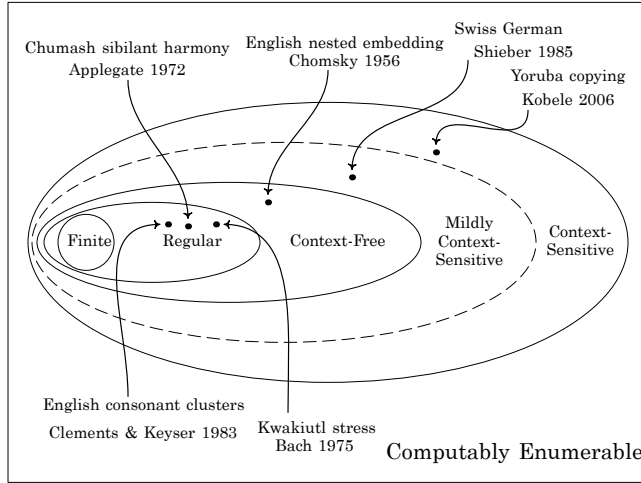 Chumash sibilant harmony
Applegate 1972
English nested embedding
Chomsky 1956
Swiss German
Shieber 1985
Yoruba copying
Kobele 2006
Finite
Regular
Context-Free
Mildly
Context-
Sensitive
Context-
Sensitive
English consonant clusters
Clements & Keyser 1983
Kwakiutl stress
Bach 1975
Computably Enumerable